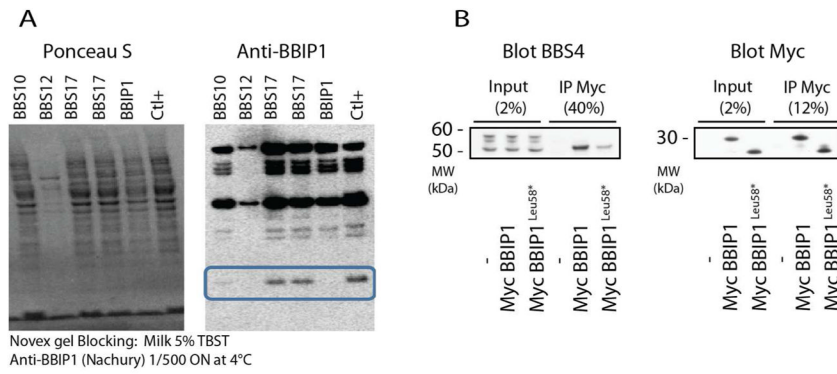 A
Ponceau S
Anti-BBIP1
BBS10
BBS12
BBS17
BBS17
BBIP1
Ctl+
BBS10
BBS12
BBS17
BBS17
BBIP1
Ctl+
Novex gel Blocking: Milk 5% TBST
Anti-BBIP1 (Nachury) 1/500 ON at 4°C
B
Blot BBS4
Input
(2%)
IP Myc
(40%)
60 -
50 -
MW
(kDa)
-
Myc BBIP1
Myc BBIP1 Leu58*
-
Myc BBIP1
Myc BBIP1 Leu58*
Blot Myc
Input
(2%)
IP Myc
(12%)
30 -
MW
(kDa)
-
Myc BBIP1
Myc BBIP1 Leu58*
-
Myc BBIP1
Myc BBIP1 Leu58*